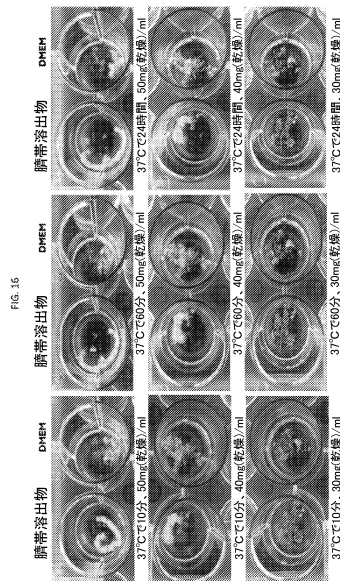 FIG. 16
臍帯溶出物 DMEM 臍帯溶出物 DMEM 臍帯溶出物 DMEM
37℃で10分、50mg(乾燥)/ml 37℃で60分、50mg(乾燥)/ml 37℃で24時間、50mg(乾燥)/ml
37℃で10分、40mg(乾燥)/ml 37℃で60分、40mg(乾燥)/ml 37℃で24時間、40mg(乾燥)/ml
37℃で10分、30mg(乾燥)/ml 37℃で60分、30mg(乾燥)/ml 37℃で24時間、30mg(乾燥)/ml